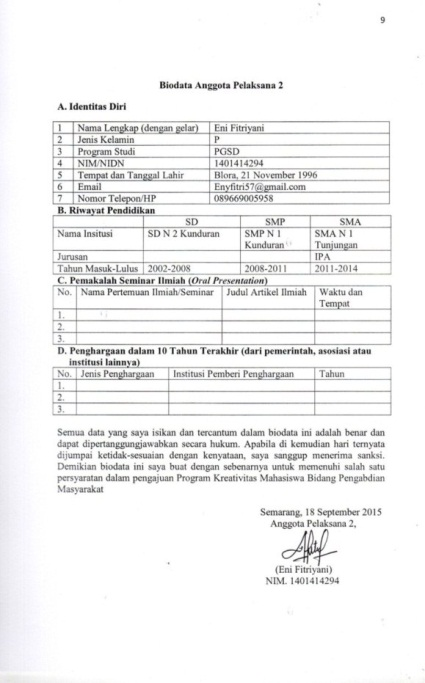 9
Biodata Anggota Pelaksana 2
A. Identitas Diri
1 Nama Lengkap (dengan gelar) Eni Fitriyani
2 Jenis Kelamin P
3 Program Studi PGSD
4 NIM/NIDN 1401414294
5 Tempat dan Tanggal Lahir Blora, 21 November 1996
6 Email Enyfitri57@gmail.com
7 Nomor Telepon/HP 089669005958
B. Riwayat Pendidikan
SD SMP SMA
Nama Insitusi SD N 2 Kunduran SMP N 1 SMA N 1
Kunduran Tunjungan
Jurusan IPA
Tahun Masuk-Lulus 2002-2008 2008-2011 2011-2014
C. Pemakalah Seminar Ilmiah (Oral Presentation)
No. Nama Pertemuan Ilmiah/Seminar Judul Artikel Ilmiah Waktu dan
Tempat
1.
2.
3.
D. Penghargaan dalam 10 Tahun Terakhir (dari pemerintah, asosiasi atau
institusi lainnya)
No. Jenis Penghargaan Institusi Pemberi Penghargaan Tahun
1.
2.
3.
Semua data yang saya isikan dan tercantum dalam biodata ini adalah benar dan
dapat dipertanggungjawabkan secara hukum. Apabila di kemudian hari ternyata
dijumpai ketidak-sesuaian dengan kenyataan, saya sanggup menerima sanksi.
Demikian biodata ini saya buat dengan sebenarnya untuk memenuhi salah satu
persyaratan dalam pengajuan Program Kreativitas Mahasiswa Bidang Pengabdian
Masyarakat
Semarang, 18 September 2015
Anggota Pelaksana 2,
(Eni Fitriyani)
NIM. 1401414294